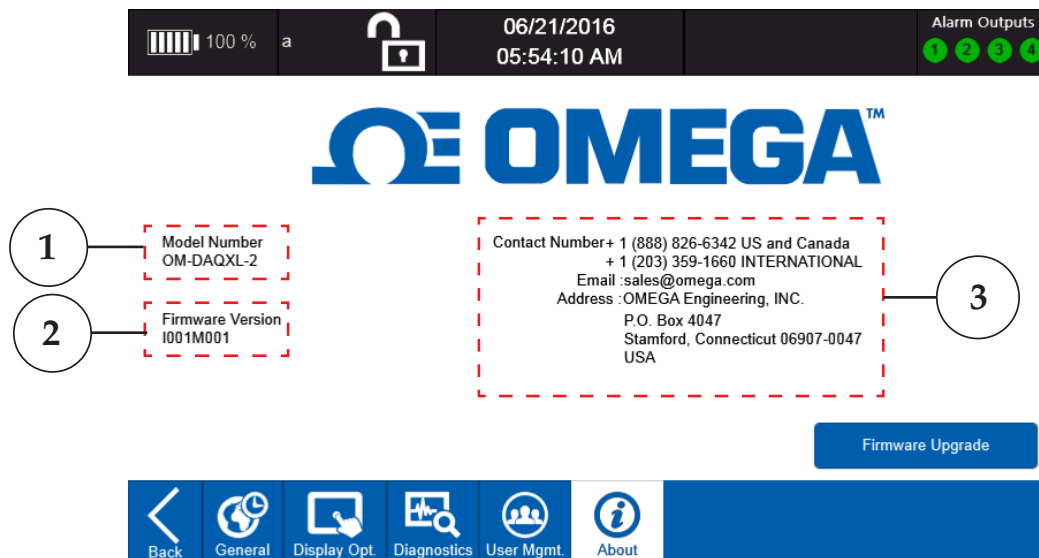 100 % a
06/21/2016
05:54:10 AM
Alarm Outputs
1 2 3 4
OMEGA™
1
Model Number
OM-DAQXL-2
2
Firmware Version
I001M001
Contact Number+ 1 (888) 826-6342 US and Canada
+ 1 (203) 359-1660 INTERNATIONAL
Email :sales@omega.com
Address :OMEGA Engineering, INC.
P.O. Box 4047
Stamford, Connecticut 06907-0047
USA
3
Firmware Upgrade
Back General Display Opt. Diagnostics User Mgmt. About